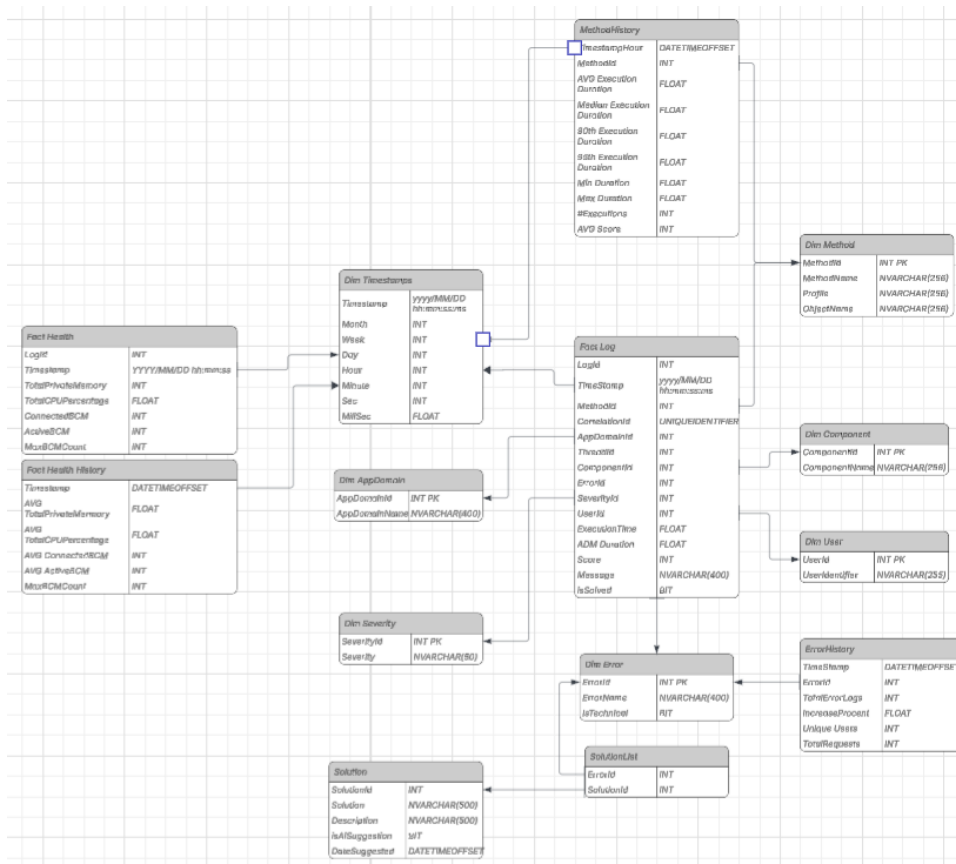 MethodHistory
TimestampHour DATETIMEOFFSET
MethodId INT
AVG Execution
Duration FLOAT
Median Execution
Duration FLOAT
90th Execution
Duration FLOAT
Duration FLOAT
Min Duration FLOAT
Max Duration FLOAT
#Executions INT
AVG Score INT
Dim Method
MethodId INT PK
MethodName NVARCHAR(256)
Profile NVARCHAR(256)
ObjectName NVARCHAR(256)
Dim Timestamps
Timestamp yyyy/MM/DD
hh:mm:ss:ms
Month INT
Week INT
Day INT
Hour INT
Minute INT
Sec INT
MillSec FLOAT
Fact Health
LogId INT
Timestamp YYYY/MM/DD hh:mm:ss
TotalPrivateMemory INT
TotalCPUPercentage FLOAT
ConnectedBCM INT
ActiveBCM INT
MaxBCMCount INT
Fact Log
LogId INT
TimeStamp yyyy/MM/DD
hh:mm:ss:ms
MethodId INT
CorrelationId UNIQUEIDENTIFIER
AppDomainId INT
ThreadId INT
ComponentId INT
ErrorId INT
SeverityId INT
UserId INT
ExecutionTime FLOAT
ADM Duration FLOAT
Score INT
Message NVARCHAR(400)
isSolved BIT
Dim Component
ComponentId INT PK
ComponentName NVARCHAR(256)
Fact Health History
Timestamp DATETIMEOFFSET
AVG
TotalPrivateMemory FLOAT
AVG
TotalCPUPercentage FLOAT
AVG ConnectedBCM INT
AVG ActiveBCM INT
MaxBCMCount INT
Dim AppDomain
AppDomainId INT PK
AppDomainName NVARCHAR(400)
Dim User
UserId INT PK
UserIdentifier NVARCHAR(255)
Dim Severity
SeverityId INT PK
Severity NVARCHAR(50)
Dim Error
ErrorId INT PK
ErrorName NVARCHAR(400)
isTechnical BIT
ErrorHistory
TimeStamp DATETIMEOFFSET
ErrorId INT
TotalErrorLogs INT
IncreaseProcent FLOAT
Unique Users INT
TotalRequests INT
SolutionList
ErrorId INT
SolutionId INT
Solution
SolutionId INT
Solution NVARCHAR(500)
Description NVARCHAR(500)
isAISuggestion BIT
DateSuggested DATETIMEOFFSET